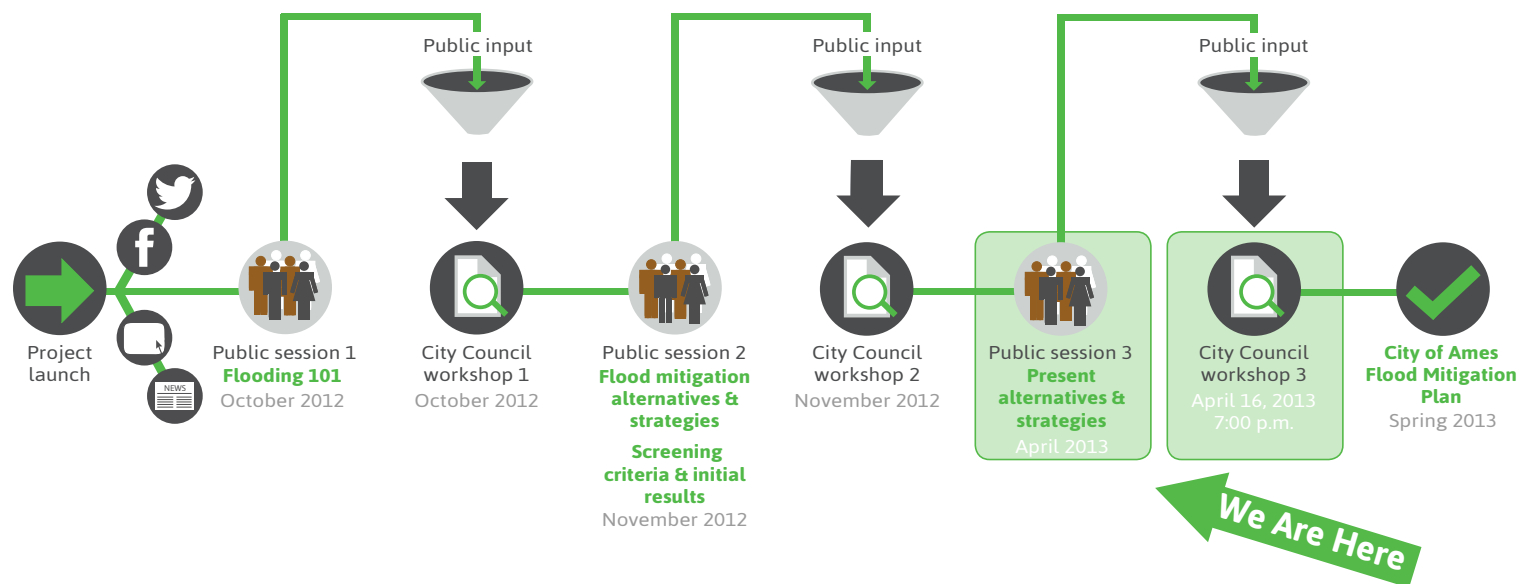 Public input
Public input
Public input
NEWS
Project
launch
Public session 1
Flooding 101
October 2012
City Council
workshop 1
October 2012
Public session 2
Flood mitigation
alternatives &
strategies
Screening
criteria & initial
results
November 2012
City Council
workshop 2
November 2012
Public session 3
Present
alternatives &
strategies
April 2013
City Council
workshop 3
April 16, 2013
7:00 p.m.
City of Ames
Flood Mitigation
Plan
Spring 2013
We Are Here